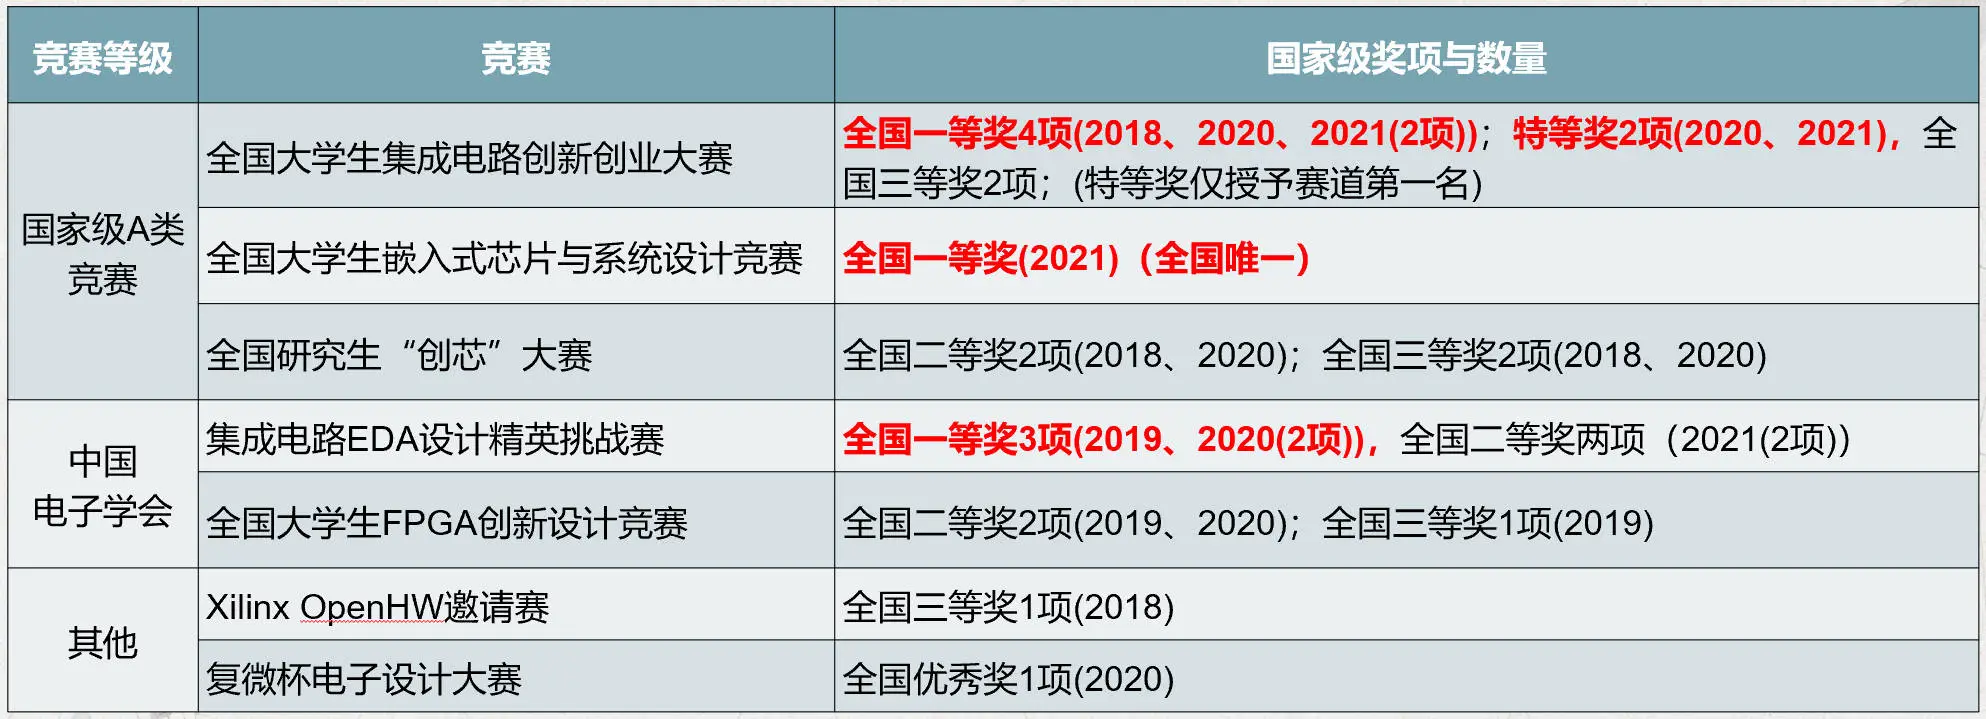 竞赛等级
竞赛
国家级奖项与数量
国家级A类
竞赛
全国大学生集成电路创新创业大赛
全国一等奖4项(2018、2020、2021(2项))；特等奖2项(2020、2021)，全
国三等奖2项；(特等奖仅授予赛道第一名)
全国大学生嵌入式芯片与系统设计竞赛
全国一等奖(2021)（全国唯一）
全国研究生“创芯”大赛
全国二等奖2项(2018、2020)；全国三等奖2项(2018、2020)
中国
电子学会
集成电路EDA设计精英挑战赛
全国一等奖3项(2019、2020(2项))，全国二等奖两项（2021(2项)）
全国大学生FPGA创新设计竞赛
全国二等奖2项(2019、2020)；全国三等奖1项(2019)
其他
Xilinx OpenHW邀请赛
全国三等奖1项(2018)
复微杯电子设计大赛
全国优秀奖1项(2020)